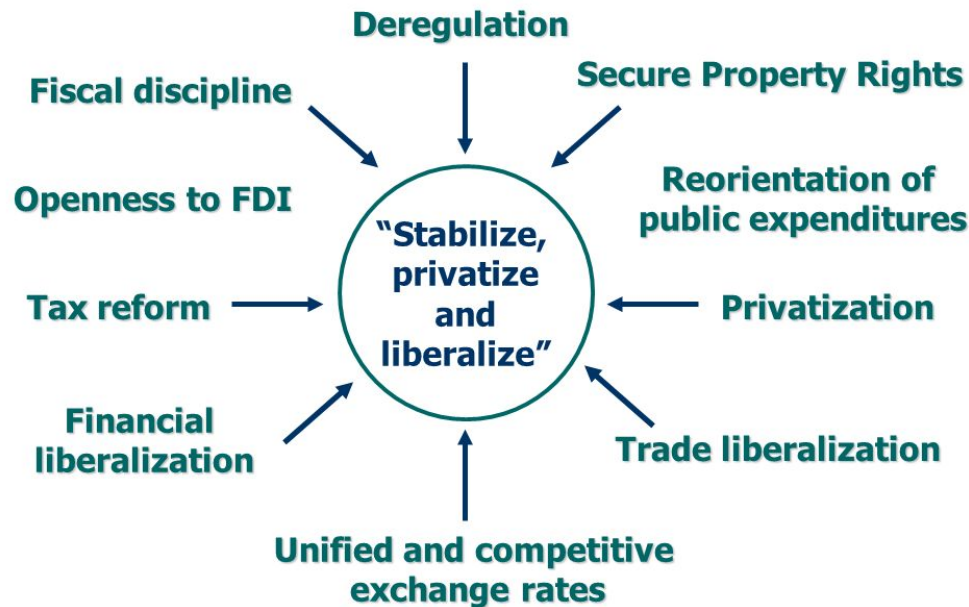 Deregulation
Fiscal discipline
Secure Property Rights
Openness to FDI
Reorientation of
public expenditures
“Stabilize,
privatize
and
liberalize”
Tax reform
Privatization
Financial
liberalization
Trade liberalization
Unified and competitive
exchange rates